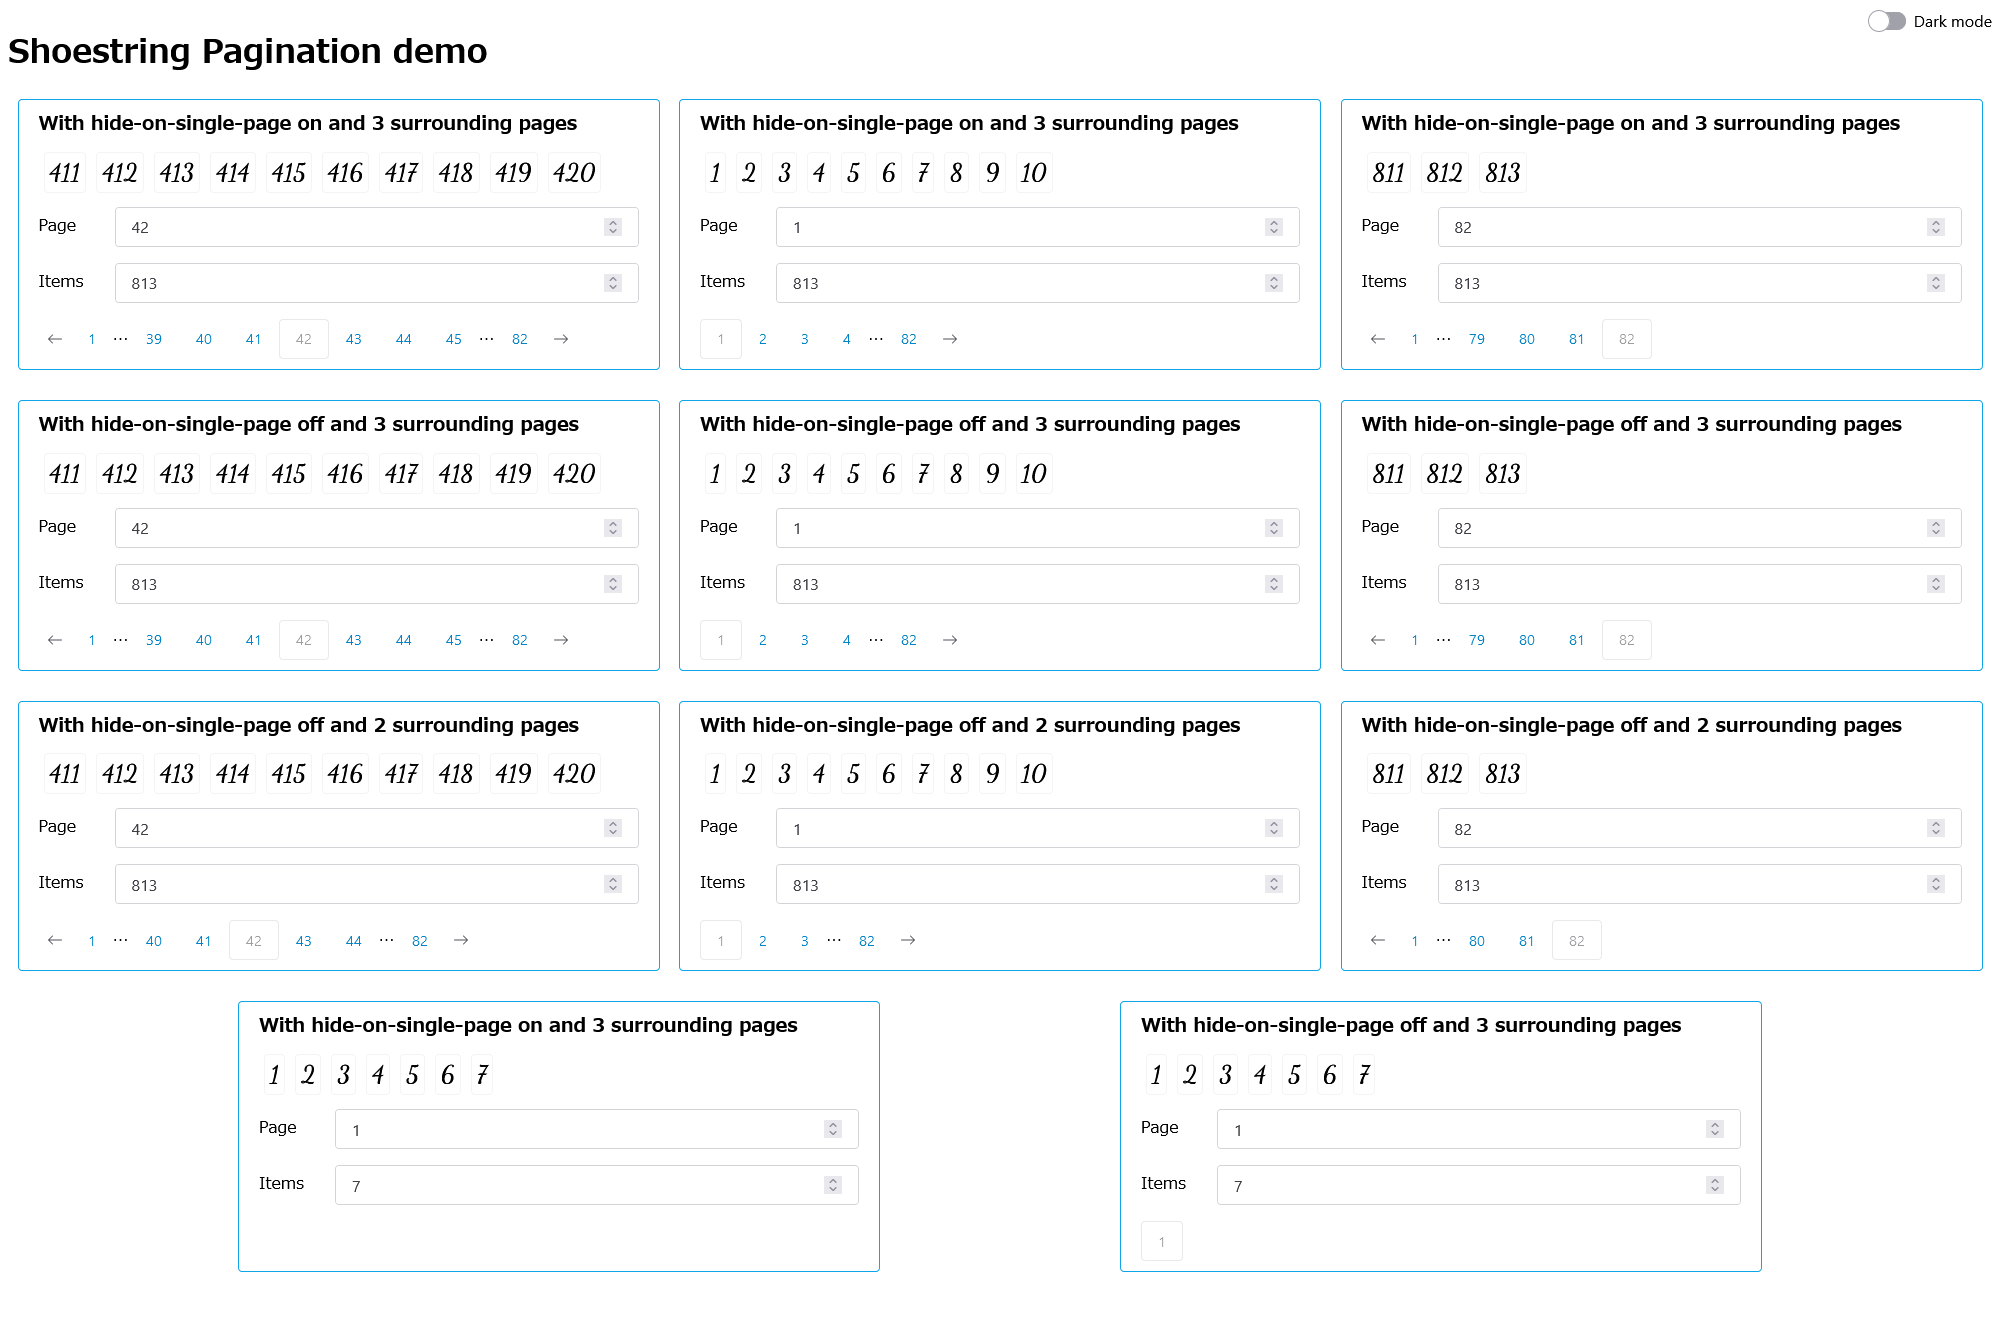 Dark mode
Shoestring Pagination demo
With hide-on-single-page on and 3 surrounding pages
411 412 413 414 415 416 417 418 419 420
Page 42
Items 813
← 1 ... 39 40 41 42 43 44 45 ... 82 →
With hide-on-single-page on and 3 surrounding pages
1 2 3 4 5 6 7 8 9 10
Page 1
Items 813
1 2 3 4 ... 82 →
With hide-on-single-page on and 3 surrounding pages
811 812 813
Page 82
Items 813
← 1 ... 79 80 81 82
With hide-on-single-page off and 3 surrounding pages
411 412 413 414 415 416 417 418 419 420
Page 42
Items 813
← 1 ... 39 40 41 42 43 44 45 ... 82 →
With hide-on-single-page off and 3 surrounding pages
1 2 3 4 5 6 7 8 9 10
Page 1
Items 813
1 2 3 4 ... 82 →
With hide-on-single-page off and 3 surrounding pages
811 812 813
Page 82
Items 813
← 1 ... 79 80 81 82
With hide-on-single-page off and 2 surrounding pages
411 412 413 414 415 416 417 418 419 420
Page 42
Items 813
← 1 ... 40 41 42 43 44 ... 82 →
With hide-on-single-page off and 2 surrounding pages
1 2 3 4 5 6 7 8 9 10
Page 1
Items 813
1 2 3 ... 82 →
With hide-on-single-page off and 2 surrounding pages
811 812 813
Page 82
Items 813
← 1 ... 80 81 82
With hide-on-single-page on and 3 surrounding pages
1 2 3 4 5 6 7
Page 1
Items 7
With hide-on-single-page off and 3 surrounding pages
1 2 3 4 5 6 7
Page 1
Items 7
1